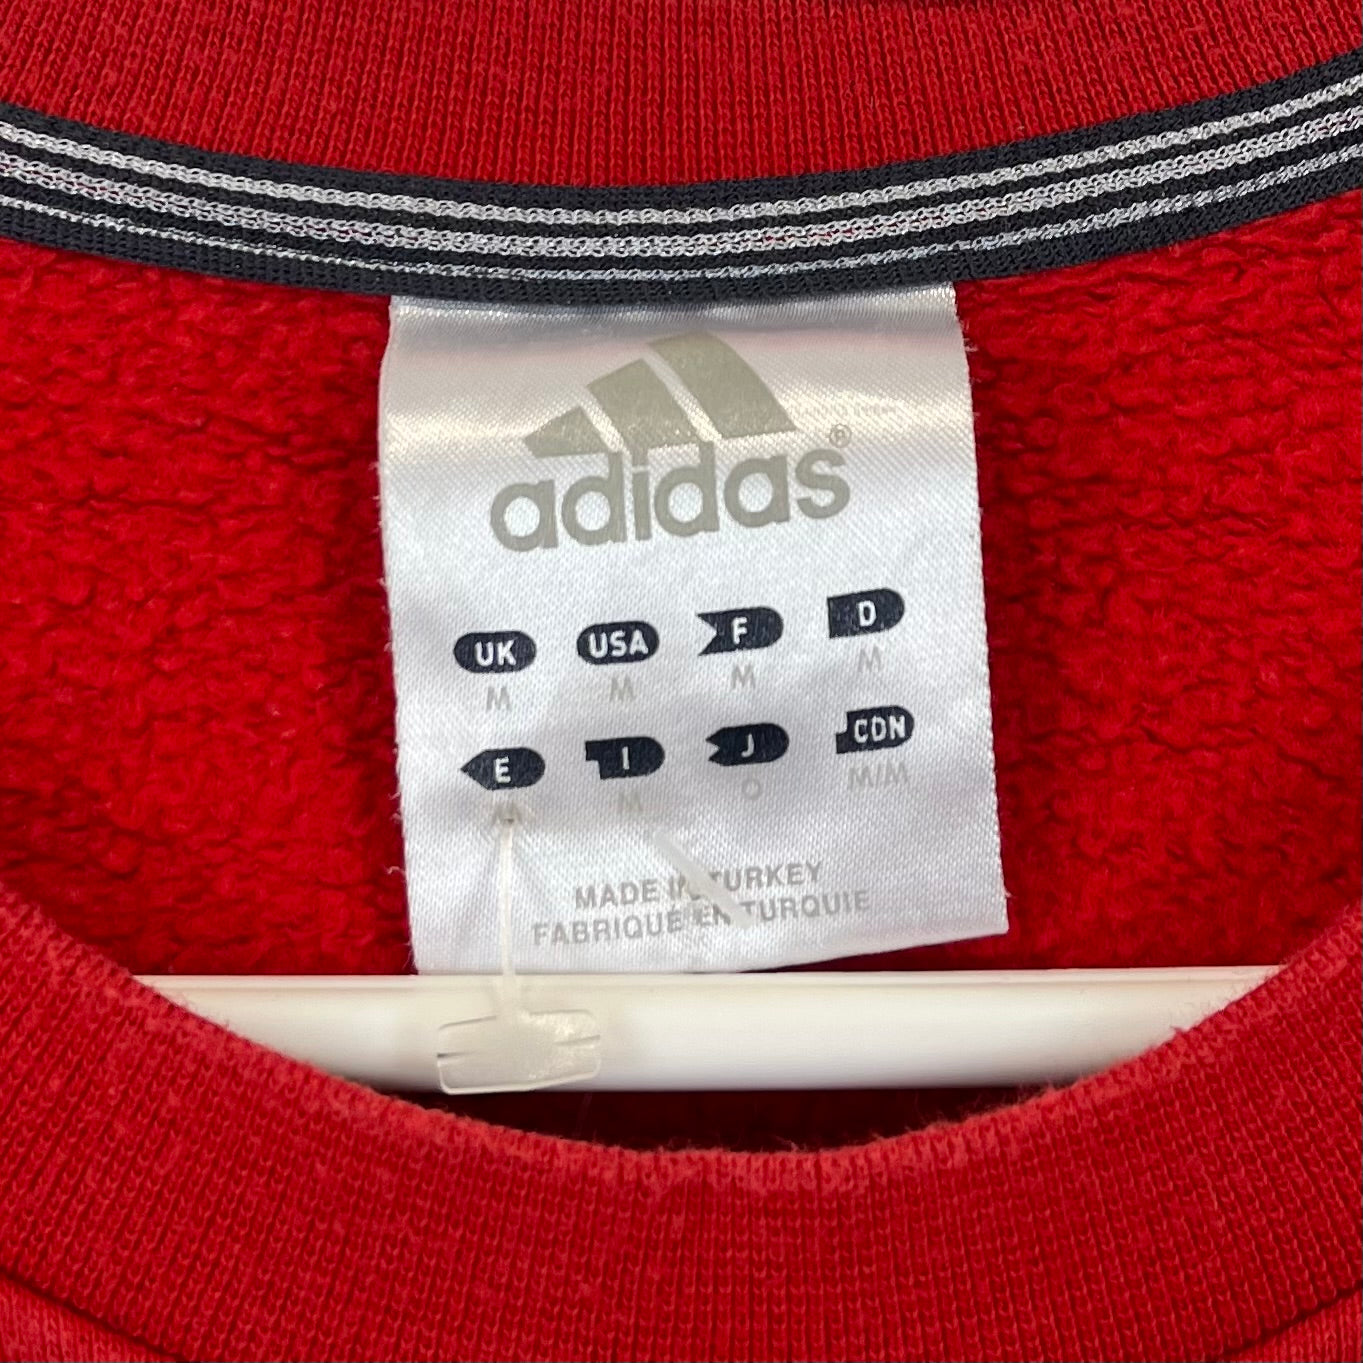 adidas®
UK USA F D
M M M M
E I J CDN
M M O M/M
MADE IN TURKEY
FABRIQUE EN TURQUIE